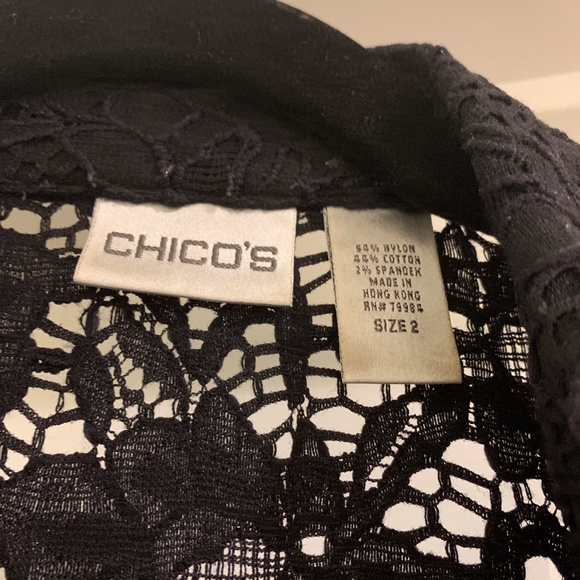 CHICO'S
54% NYLON
44% COTTON
2% SPANDEX
MADE IN
HONG KONG
RN# 79984
SIZE 2